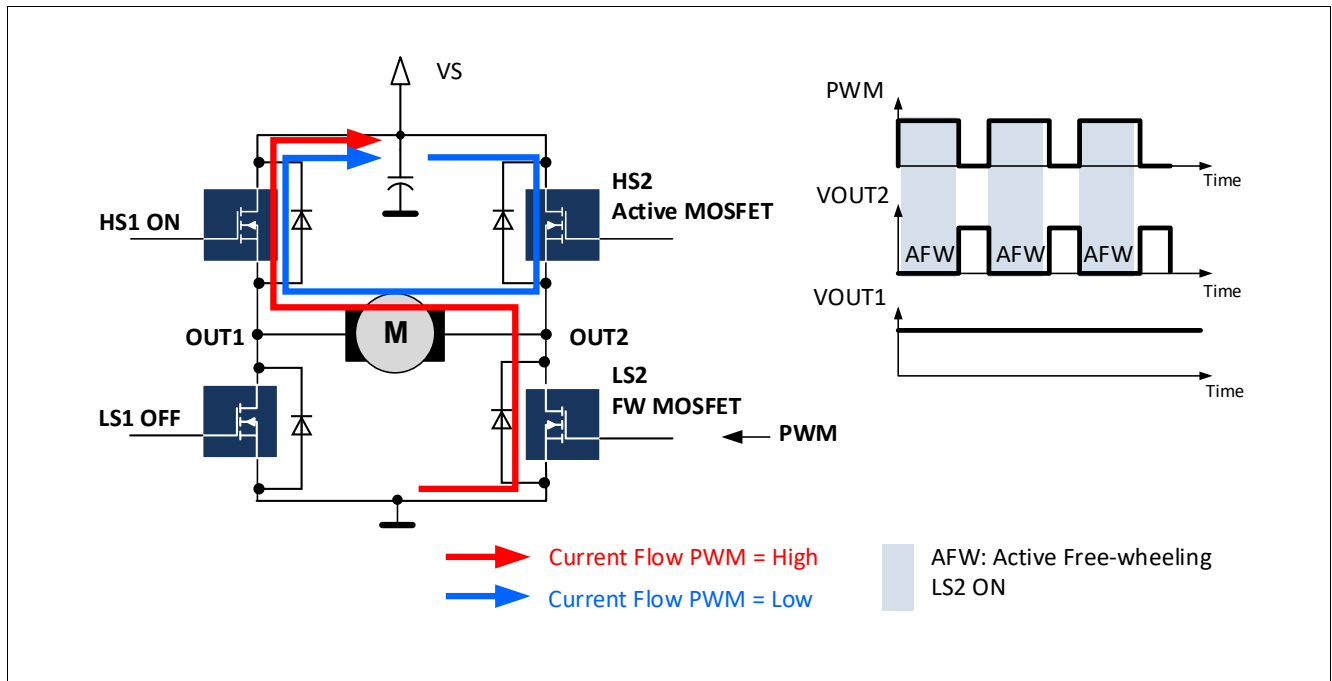 VS
HS1 ON
HS2
Active MOSFET
OUT1
M
OUT2
LS1 OFF
LS2
FW MOSFET
PWM
PWM
Time
VOUT2
AFW
AFW
AFW
Time
VOUT1
Time
Current Flow PWM = High
Current Flow PWM = Low
AFW: Active Free-wheeling
LS2 ON